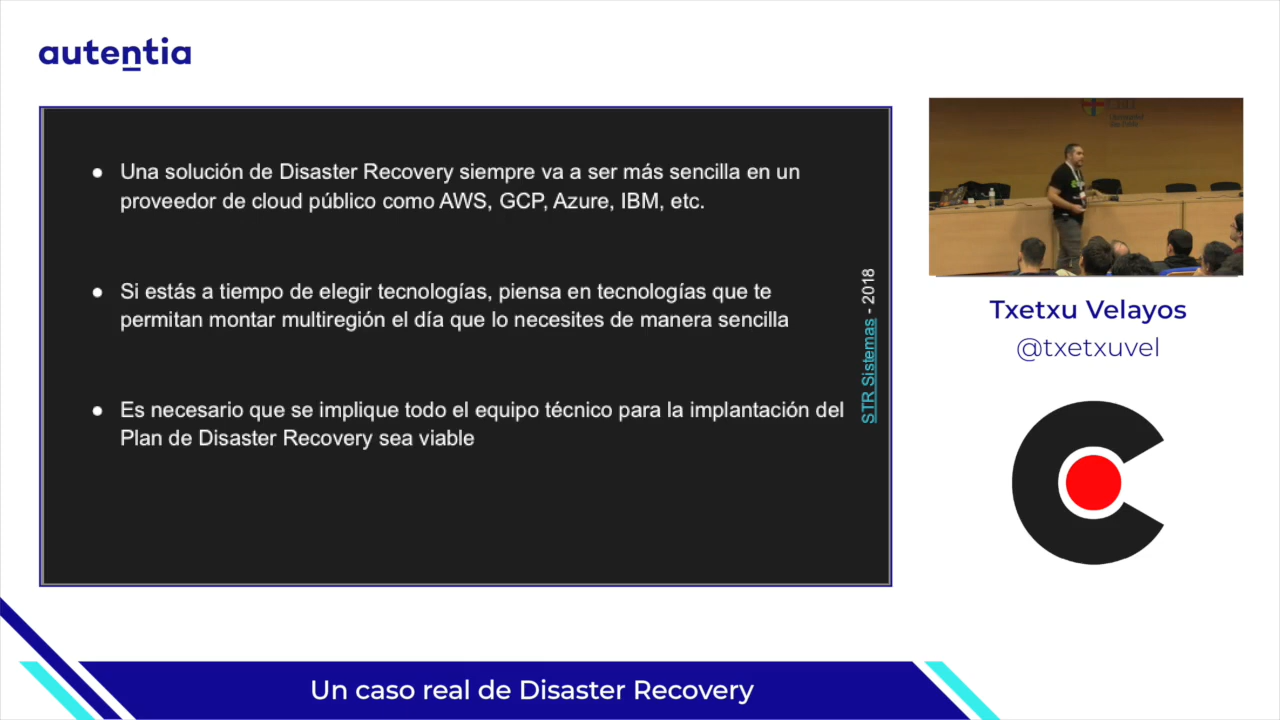 autentia
● Una solución de Disaster Recovery siempre va a ser más sencilla en un
proveedor de cloud público como AWS, GCP, Azure, IBM, etc.
● Si estás a tiempo de elegir tecnologías, piensa en tecnologías que te
permitan montar multiregión el día que lo necesites de manera sencilla
● Es necesario que se implique todo el equipo técnico para la implantación del
Plan de Disaster Recovery sea viable
STR Sistemas - 2018
CEU
Universidad
San Pablo
Txetxu Velayos
@txetxuvel
Un caso real de Disaster Recovery